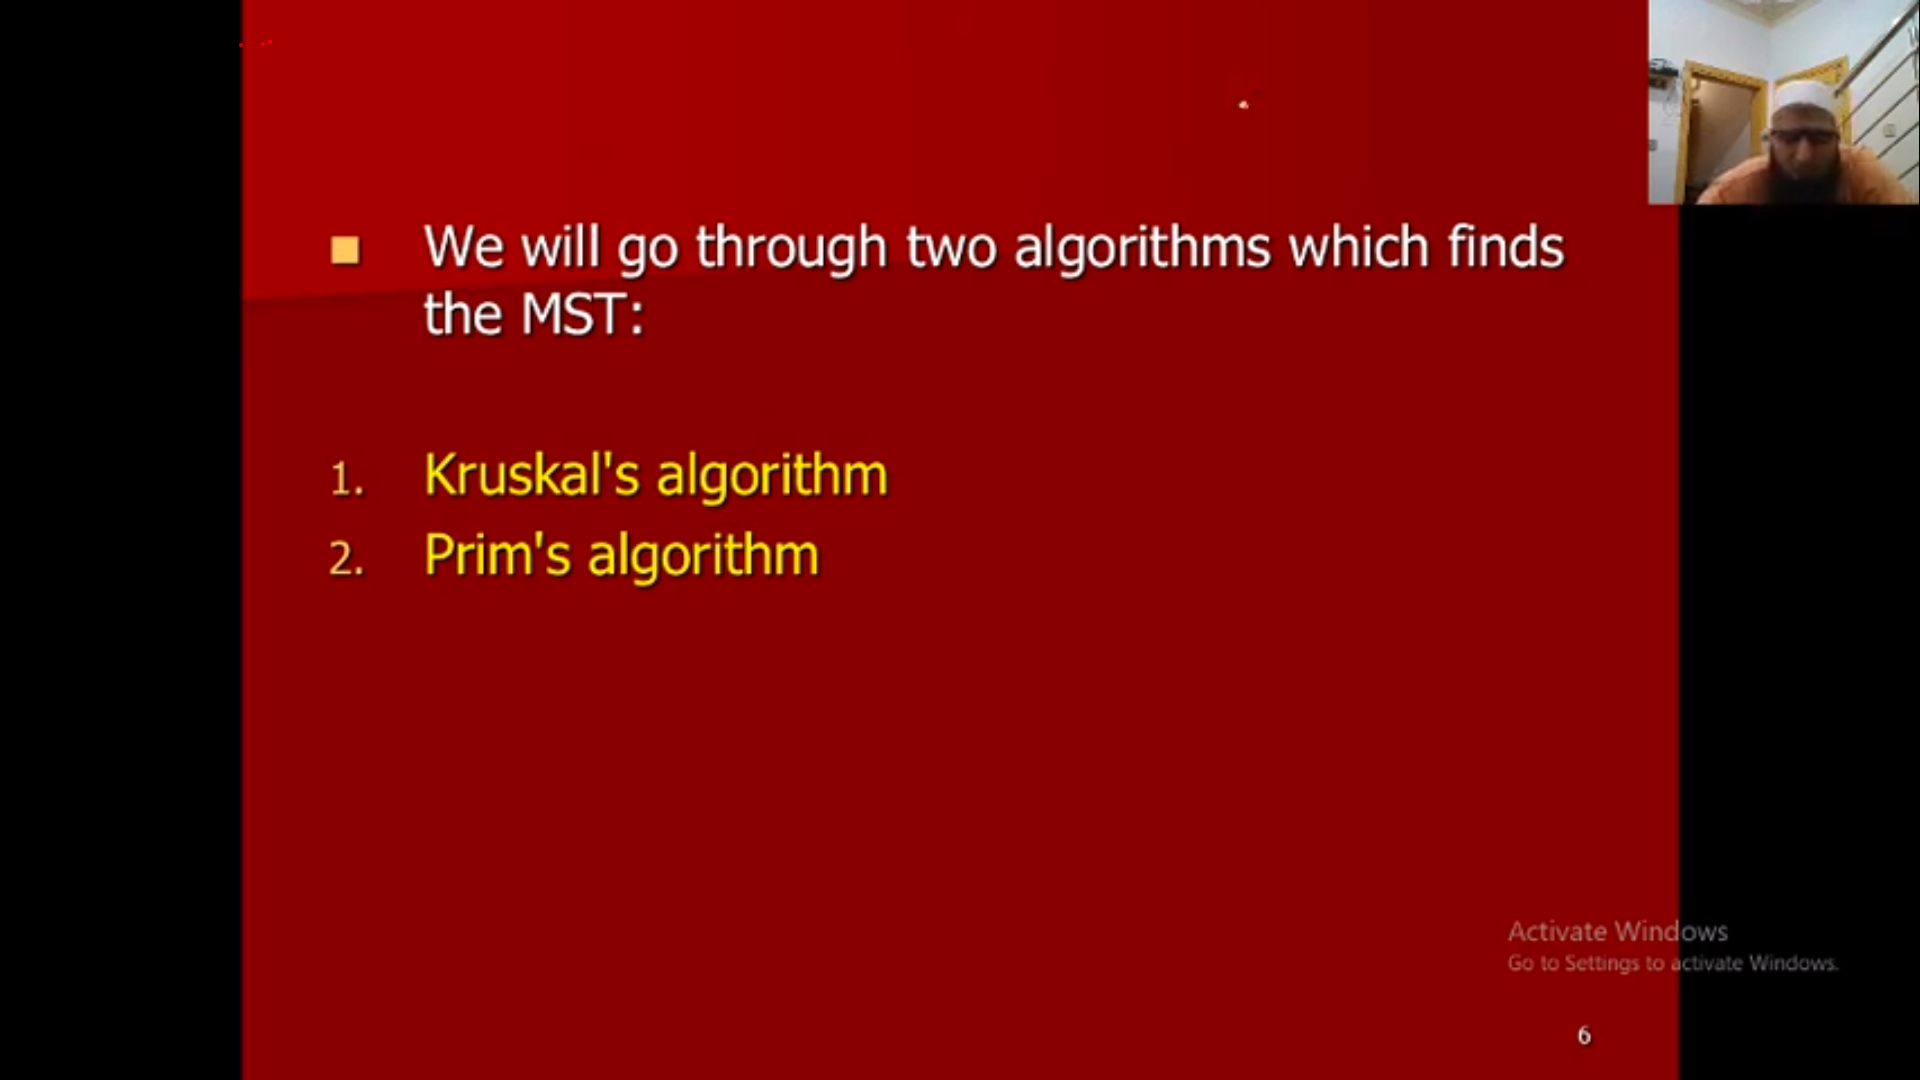 We will go through two algorithms which finds
the MST:
1. Kruskal's algorithm
2. Prim's algorithm
Activate Windows
Go to Settings to activate Windows.
6